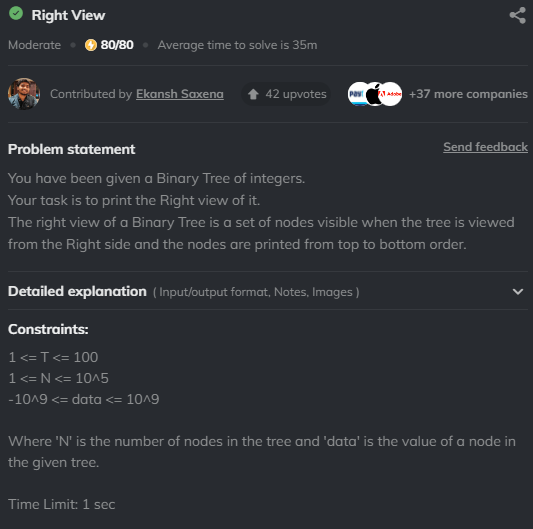 Right View
Moderate • 80/80 • Average time to solve is 35m
Contributed by Ekansh Saxena 42 upvotes Pay Adobe +37 more companies
Problem statement Send feedback
You have been given a Binary Tree of integers.
Your task is to print the Right view of it.
The right view of a Binary Tree is a set of nodes visible when the tree is viewed
from the Right side and the nodes are printed from top to bottom order.
Detailed explanation ( Input/output format, Notes, Images )
Constraints:
1 <= T <= 100
1 <= N <= 10^5
-10^9 <= data <= 10^9
Where 'N' is the number of nodes in the tree and 'data' is the value of a node in
the given tree.
Time Limit: 1 sec